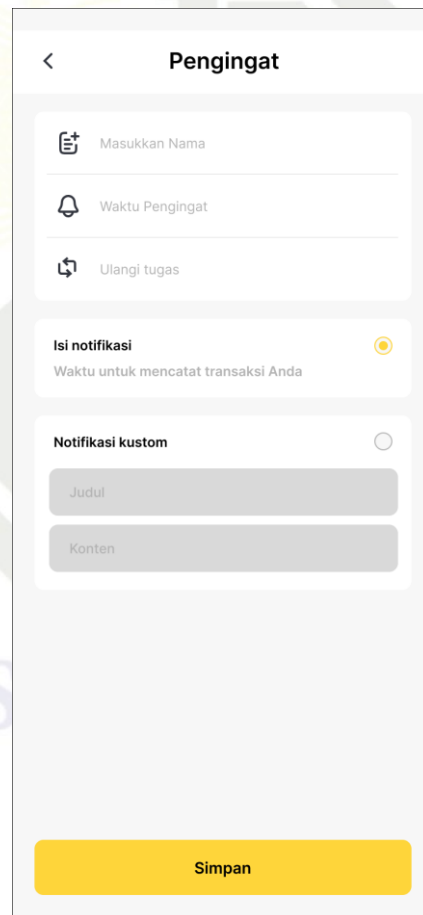 Pengingat
Masukkan Nama
Waktu Pengingat
Ulangi tugas
Isi notifikasi
Waktu untuk mencatat transaksi Anda
Notifikasi kustom
Judul
Konten
Simpan